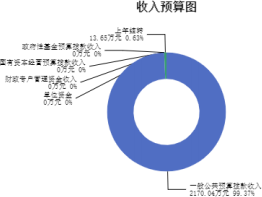 收入预算图
上年结转
13.65万元 0.63%
政府性基金预算拨款收入
0万元 0%
国有资本经营预算拨款收入
0万元 0%
财政专户管理资金收入
0万元 0%
单位资金
0万元 0%
一般公共预算拨款收入
2170.04万元 99.37%